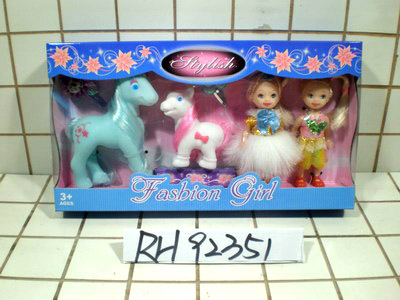 Stylish
3+
AGES
Fashion Girl
RH92351